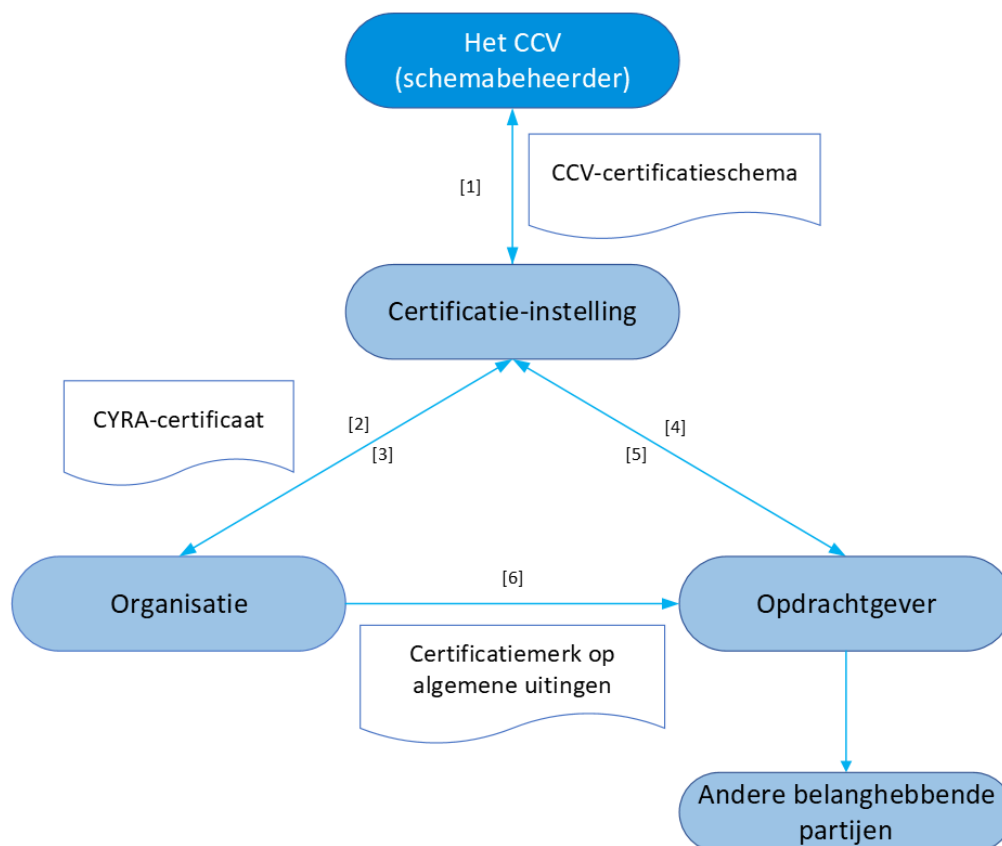 Het CCV
(schemabeheerder)
[1]
CCV-certificatieschema
Certificatie-instelling
CYRA-certificaat
[2]
[3]
[4]
[5]
Organisatie
[6]
Opdrachtgever
Certificatiemerk op
algemene uitingen
Andere belanghebbende
partijen